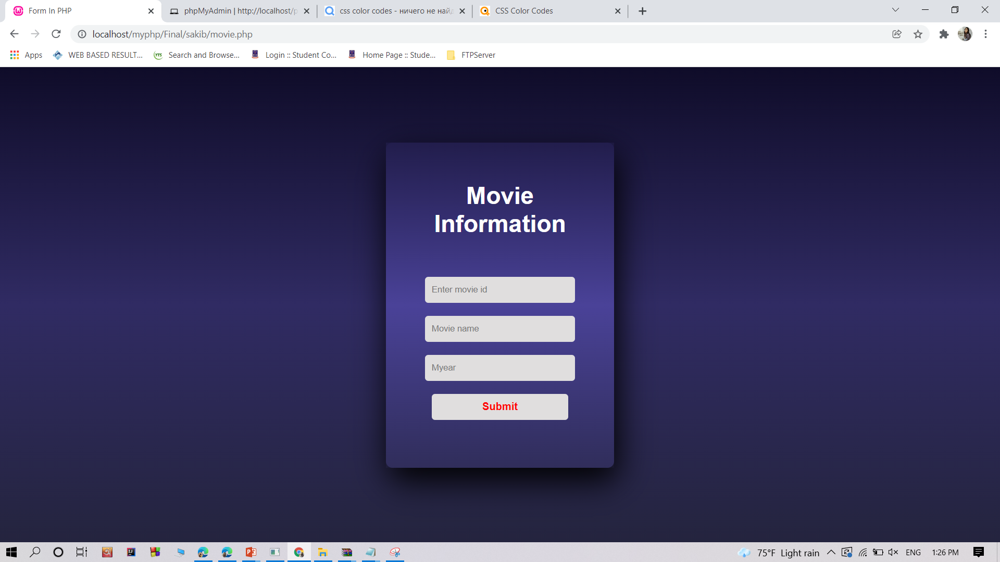 Form In PHP
phpMyAdmin | http://localhost/p
css color codes - ничего не найд
CSS Color Codes
localhost/myphp/Final/sakib/movie.php
Apps
WEB BASED RESULT...
YTS
Search and Browse...
Login :: Student Co...
Home Page :: Stude...
FTPServer
Movie
Information
Enter movie id
Movie name
Myear
Submit
75°F Light rain
ENG
1:26 PM